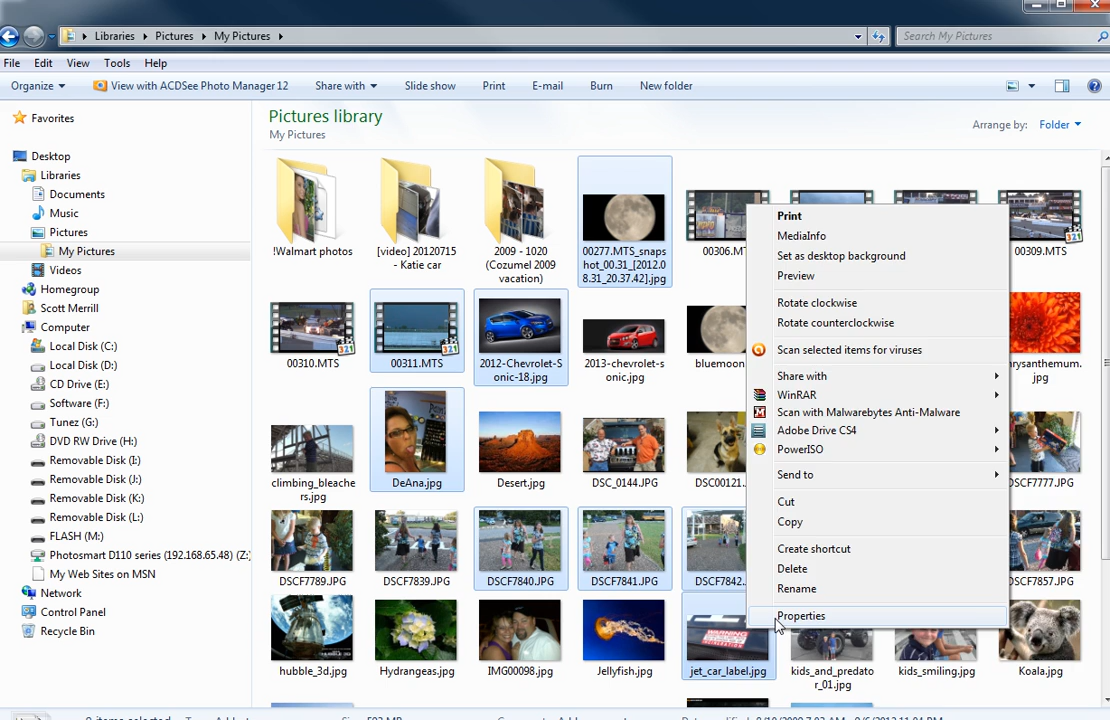 Libraries
Pictures
My Pictures
Search My Pictures
File Edit View Tools Help
Organize View with ACDSee Photo Manager 12 Share with Slide show Print E-mail Burn New folder
Favorites
Desktop
Libraries
Documents
Music
Pictures
My Pictures
Videos
Homegroup
Scott Merrill
Computer
Local Disk (C:)
Local Disk (D:)
CD Drive (E:)
Software (F:)
Tunez (G:)
DVD RW Drive (H:)
Removable Disk (I:)
Removable Disk (J:)
Removable Disk (K:)
Removable Disk (L:)
FLASH (M:)
Photosmart D110 series (192.168.65.48) (Z:)
My Web Sites on MSN
Network
Control Panel
Recycle Bin
Pictures library
My Pictures
Arrange by: Folder
!Walmart photos
[video] 20120715
- Katie car
2009 - 1020
(Cozumel 2009
vacation)
00277.MTS_snaps
hot_00.31_[2012.0
8.31_20.37.42].jpg
00306.MT
00309.MTS
00310.MTS
00311.MTS
2012-Chevrolet-S
onic-18.jpg
2013-chevrolet-s
onic.jpg
bluemoon
rysanthemum.
jpg
climbing_bleache
rs.jpg
DeAna.jpg
Desert.jpg
DSC_0144.JPG
DSC00121.
DSCF7777.JPG
DSCF7789.JPG
DSCF7839.JPG
DSCF7840.JPG
DSCF7841.JPG
DSCF7842.
DSCF7857.JPG
hubble_3d.jpg
Hydrangeas.jpg
IMG00098.jpg
Jellyfish.jpg
WARNING
jet_car_label.jpg
kids_and_predato
r_01.jpg
kids_smiling.jpg
Koala.jpg
Print
MediaInfo
Set as desktop background
Preview
Rotate clockwise
Rotate counterclockwise
Scan selected items for viruses
Share with
WinRAR
Scan with Malwarebytes Anti-Malware
Adobe Drive CS4
PowerISO
Send to
Cut
Copy
Create shortcut
Delete
Rename
Properties